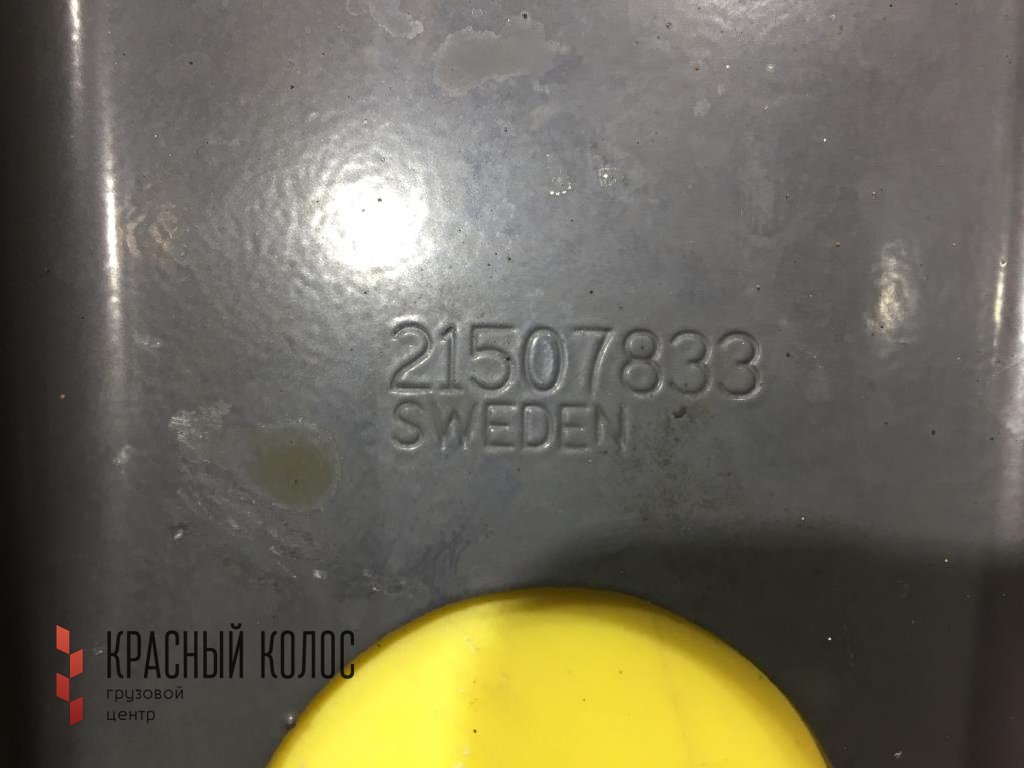 21507833
SWEDEN
КРАСНЫЙ КОЛОС
грузовой
центр